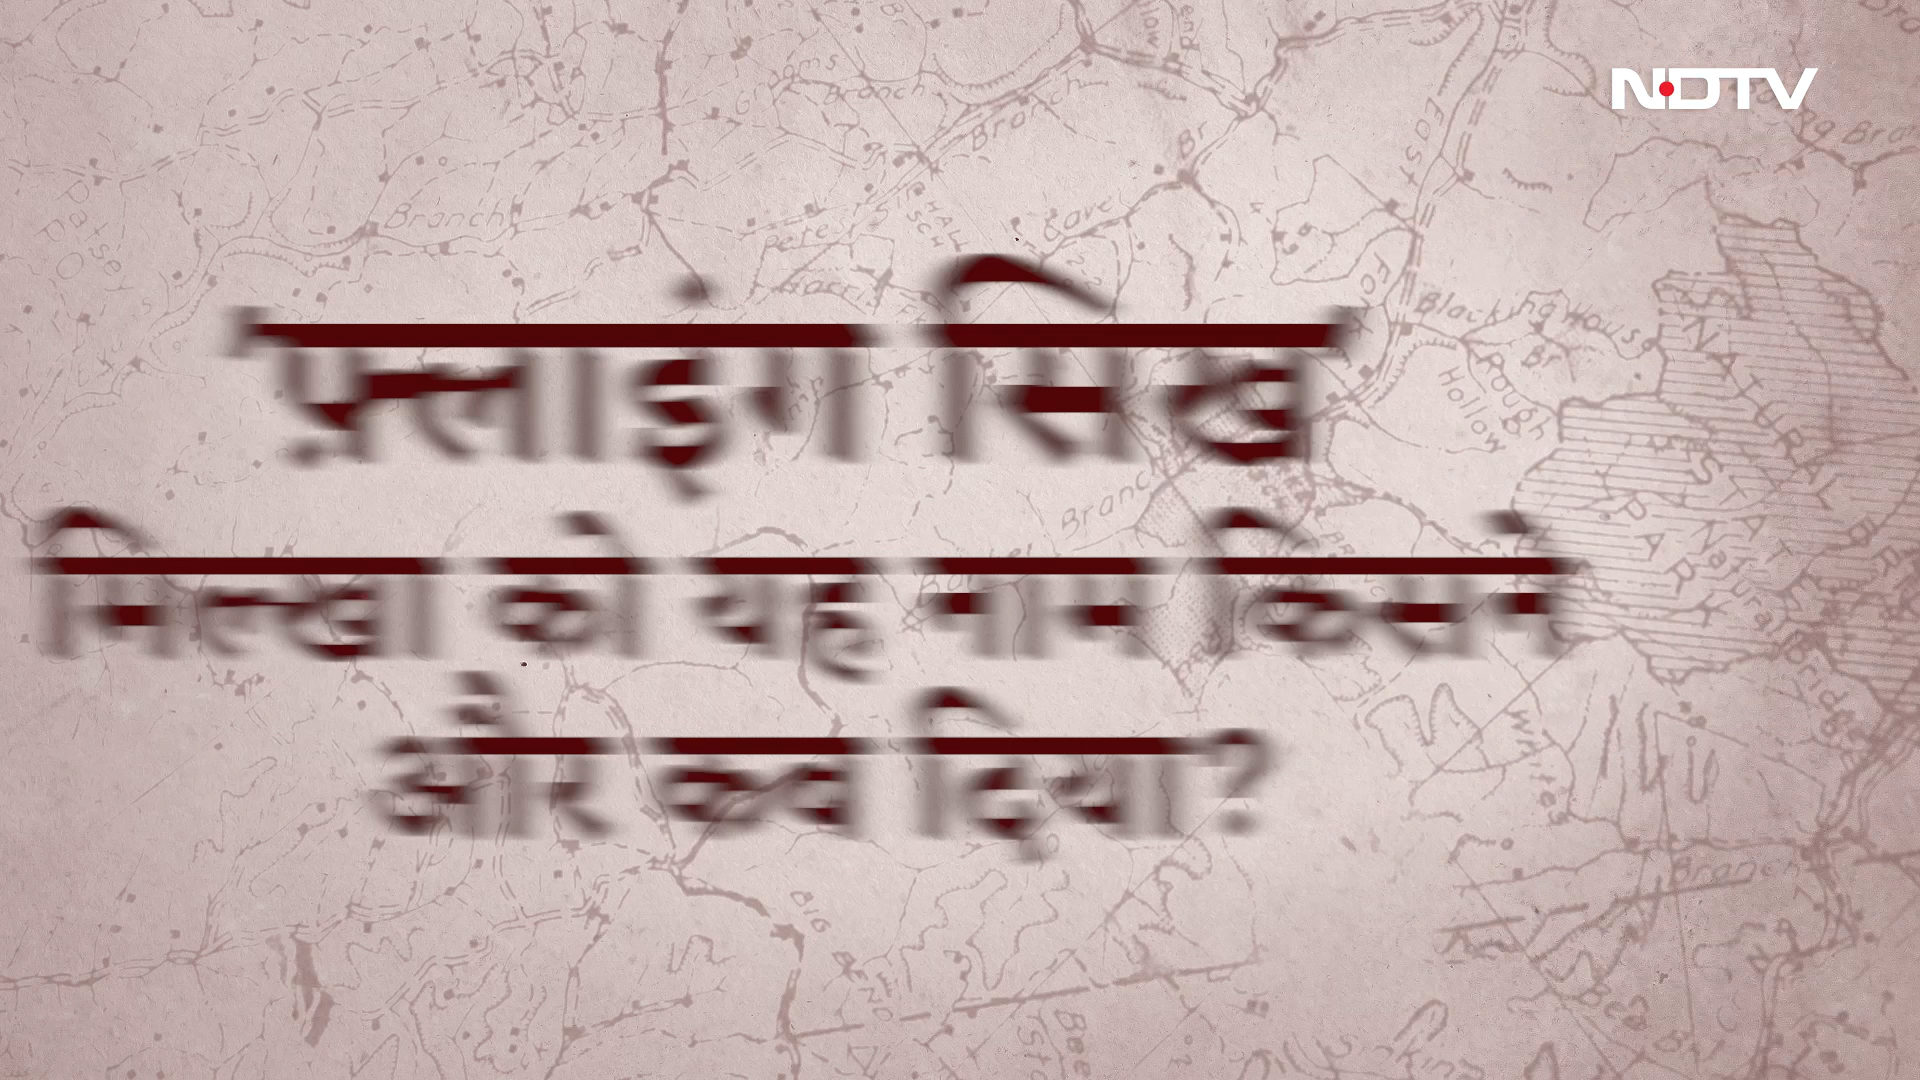 NDTV
'फ़्लाइंग सिख'
मिल्खा को यह नाम किसने
और कब दिया?